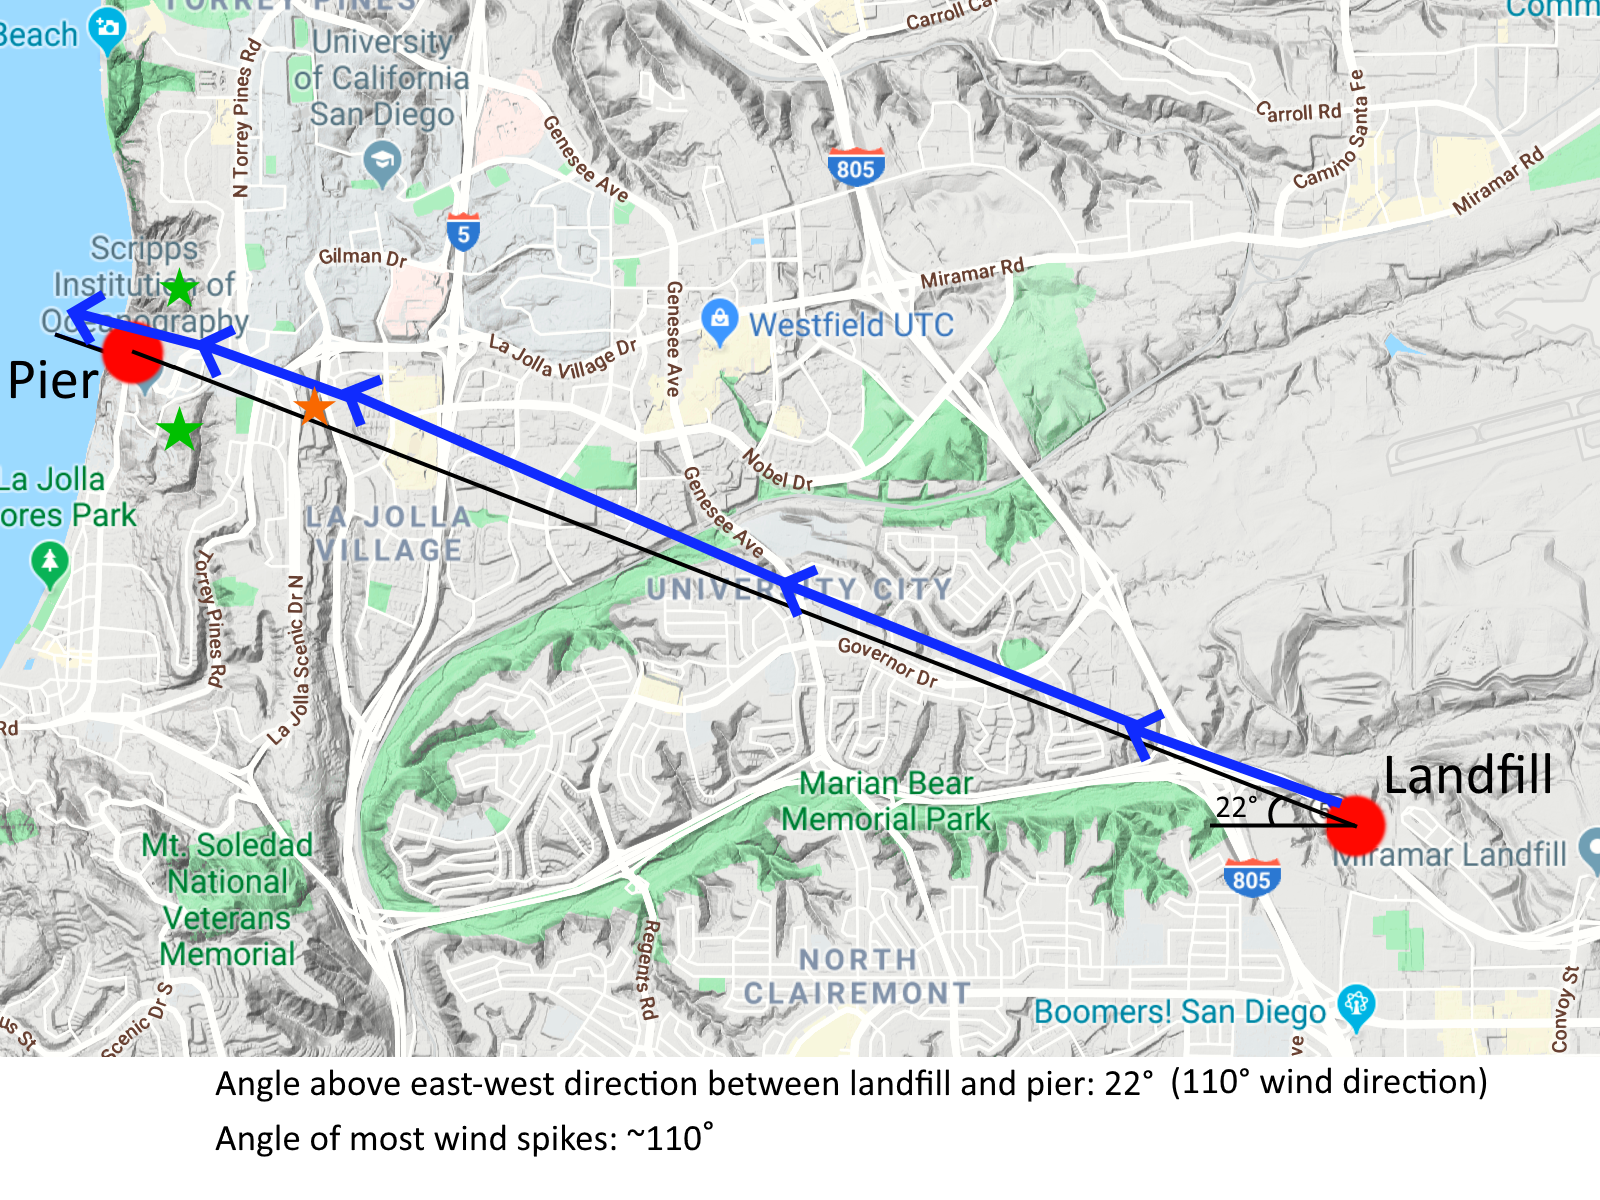 TORREY PINES
Beach
University
of California
San Diego
N Torrey Pines Rd
Genesee Ave
Carroll Ca
Comm
805
Carroll Rd
Camino Santa Fe
Miramar Rd
5
Scripps
Institution of
Oceanography
Gilman Dr
Miramar Rd
Genesee Ave
Westfield UTC
La Jolla Village Dr
Pier
La Jolla
ores Park
Nobel Dr
Genesee Ave
LA JOLLA
VILLAGE
UNIVERSITY CITY
Torrey Pines Rd
La Jolla Scenic Dr N
Governor Dr
Rd
Landfill
22°
Marian Bear
Memorial Park
Miramar Landfill
805
Mt. Soledad
National
Veterans
Memorial
Regents Rd
NORTH
CLAIREMONT
Boomers! San Diego
Convoy St
Scenic Dr S
us St
ve
Angle above east-west direction between landfill and pier: 22° (110° wind direction)
Angle of most wind spikes: ~110°